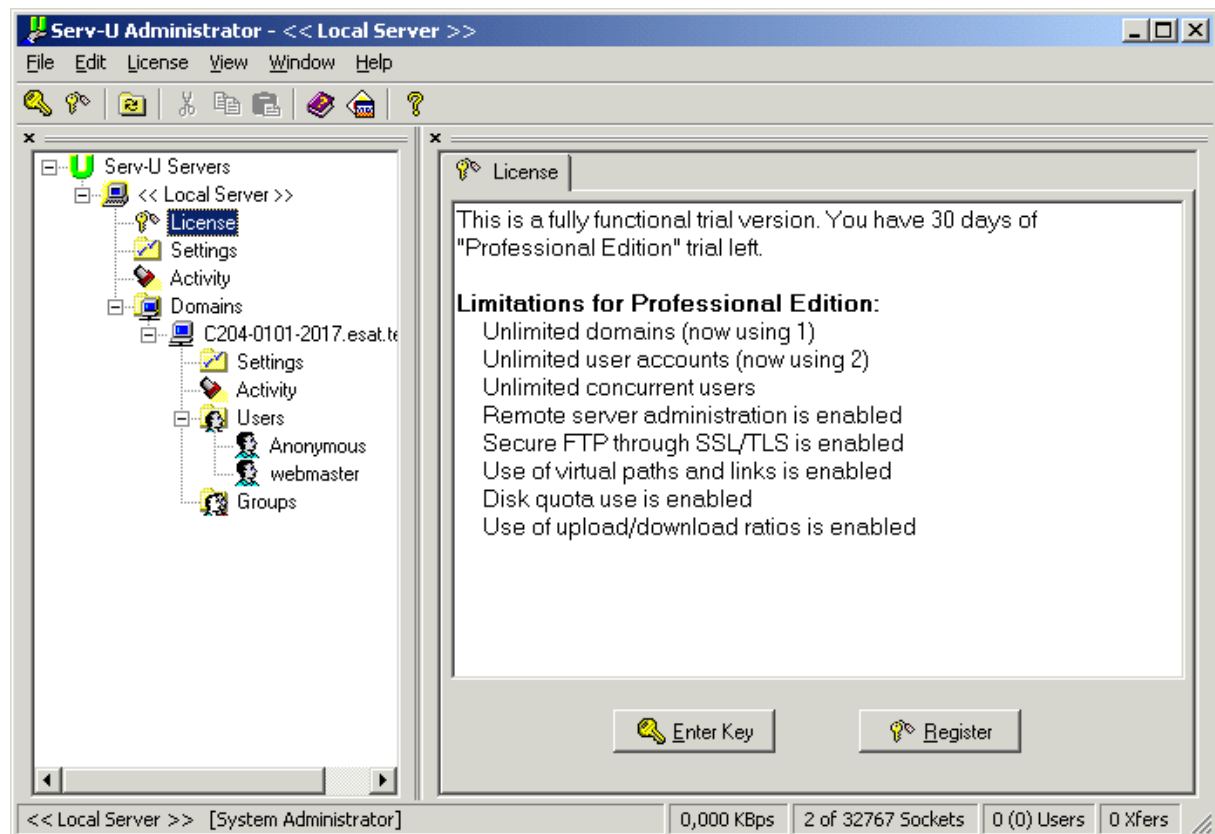 Serv-U Administrator - << Local Server >>
File Edit License View Window Help
Serv-U Servers
<< Local Server >>
License
Settings
Activity
Domains
C204-0101-2017.esat.te
Settings
Activity
Users
Anonymous
webmaster
Groups
License
This is a fully functional trial version. You have 30 days of
"Professional Edition" trial left.
Limitations for Professional Edition:
Unlimited domains (now using 1)
Unlimited user accounts (now using 2)
Unlimited concurrent users
Remote server administration is enabled
Secure FTP through SSL/TLS is enabled
Use of virtual paths and links is enabled
Disk quota use is enabled
Use of upload/download ratios is enabled
Enter Key Register
<< Local Server >> [System Administrator] 0,000 KBps 2 of 32767 Sockets 0 (0) Users 0 Xfers